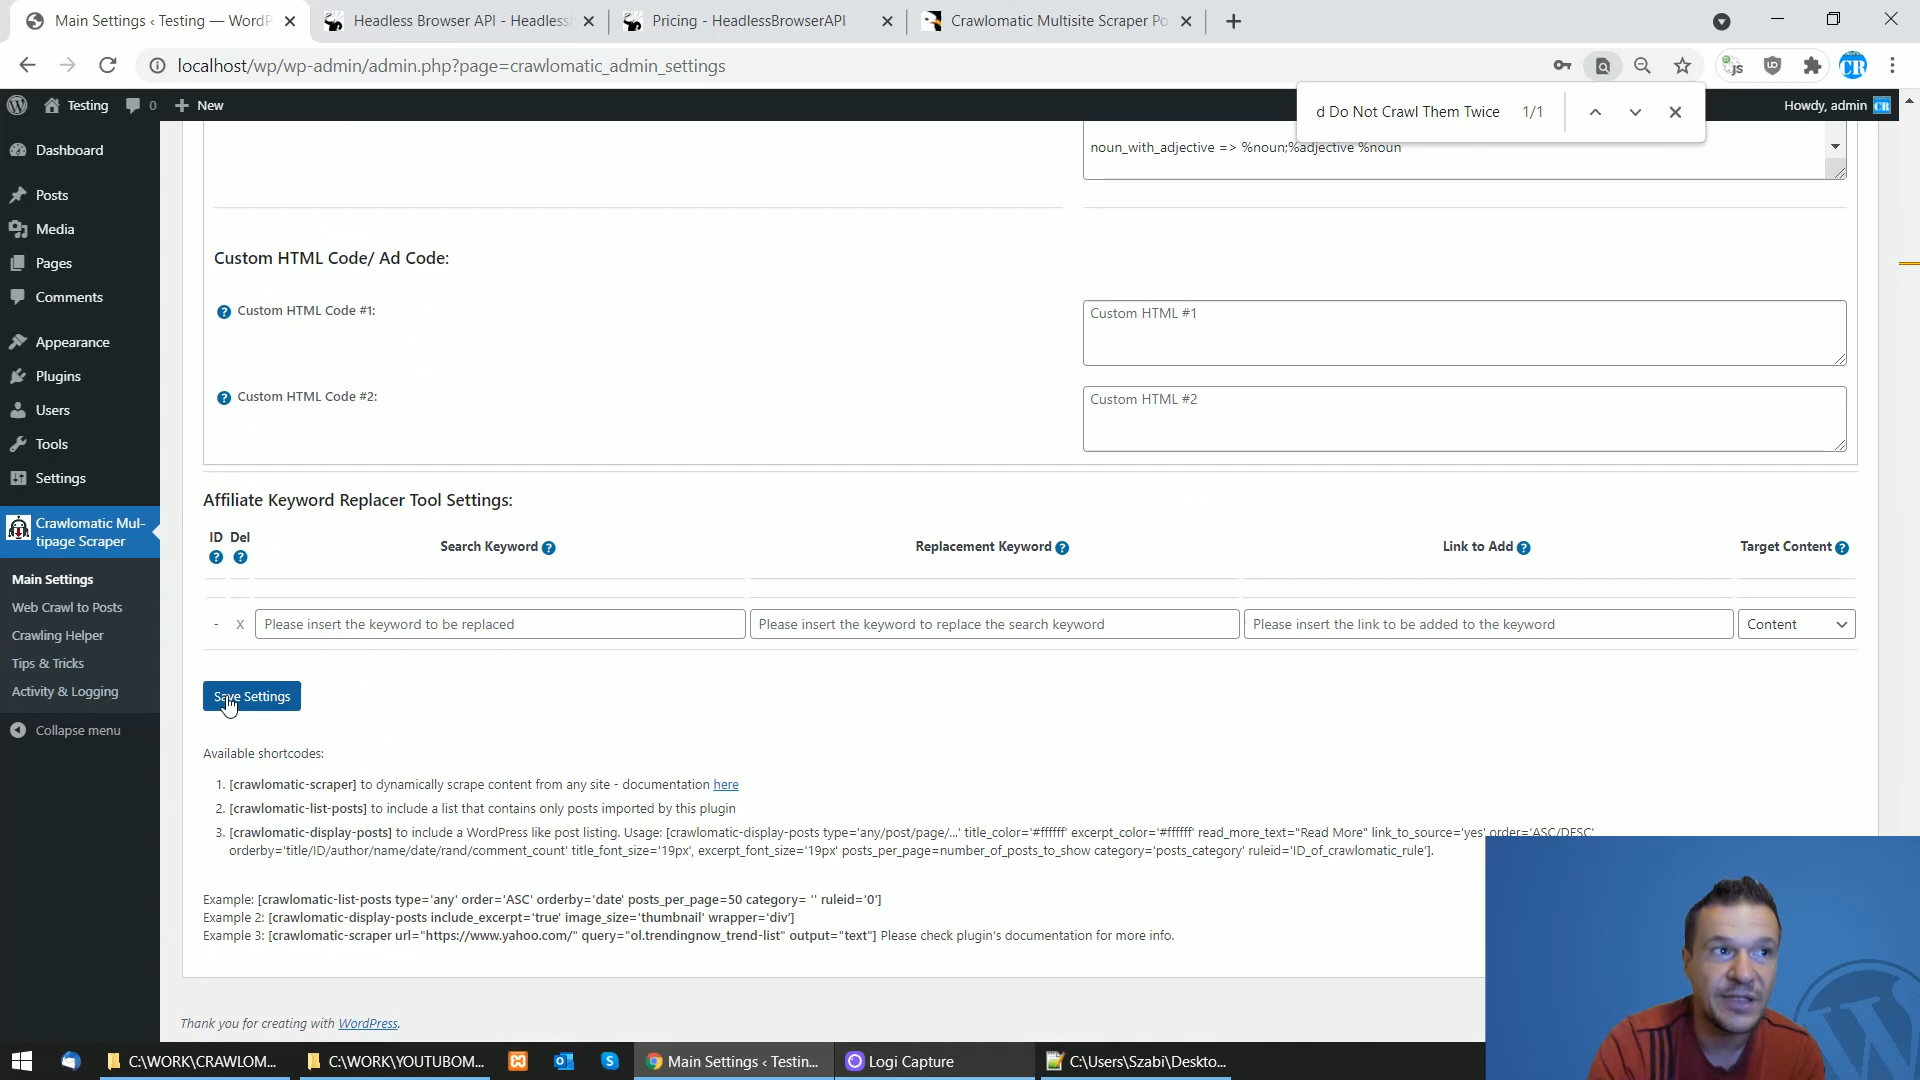 Main Settings ‹ Testing — WordP
Headless Browser API - Headless
Pricing - HeadlessBrowserAPI
Crawlomatic Multisite Scraper Po
localhost/wp/wp-admin/admin.php?page=crawlomatic_admin_settings
Testing
0
New
d Do Not Crawl Them Twice
1/1
Howdy, admin
Dashboard
Posts
Media
Pages
Comments
Appearance
Plugins
Users
Tools
Settings
Crawlomatic Mul-
tipage Scraper
Main Settings
Web Crawl to Posts
Crawling Helper
Tips & Tricks
Activity & Logging
Collapse menu
noun_with_adjective => %noun;%adjective %noun
Custom HTML Code/ Ad Code:
Custom HTML Code #1:
Custom HTML #1
Custom HTML Code #2:
Custom HTML #2
Affiliate Keyword Replacer Tool Settings:
ID Del
Search Keyword
Replacement Keyword
Link to Add
Target Content
- X
Please insert the keyword to be replaced
Please insert the keyword to replace the search keyword
Please insert the link to be added to the keyword
Content
Save Settings
Available shortcodes:
1. [crawlomatic-scraper] to dynamically scrape content from any site - documentation here
2. [crawlomatic-list-posts] to include a list that contains only posts imported by this plugin
3. [crawlomatic-display-posts] to include a WordPress like post listing. Usage: [crawlomatic-display-posts type='any/post/page/...' title_color='#ffffff' excerpt_color='#ffffff' read_more_text="Read More" link_to_source='yes' order='ASC/DESC'
orderby='title/ID/author/name/date/rand/comment_count' title_font_size='19px', excerpt_font_size='19px' posts_per_page=number_of_posts_to_show category='posts_category' ruleid='ID_of_crawlomatic_rule'].
Example: [crawlomatic-list-posts type='any' order='ASC' orderby='date' posts_per_page=50 category= '' ruleid='0']
Example 2: [crawlomatic-display-posts include_excerpt='true' image_size='thumbnail' wrapper='div']
Example 3: [crawlomatic-scraper url="https://www.yahoo.com/" query="ol.trendingnow_trend-list" output="text"] Please check plugin's documentation for more info.
Thank you for creating with WordPress.
C:\WORK\CRAWLOM...
C:\WORK\YOUTUBOM...
Main Settings ‹ Testin...
Logi Capture
C:\Users\Szabi\Deskto...